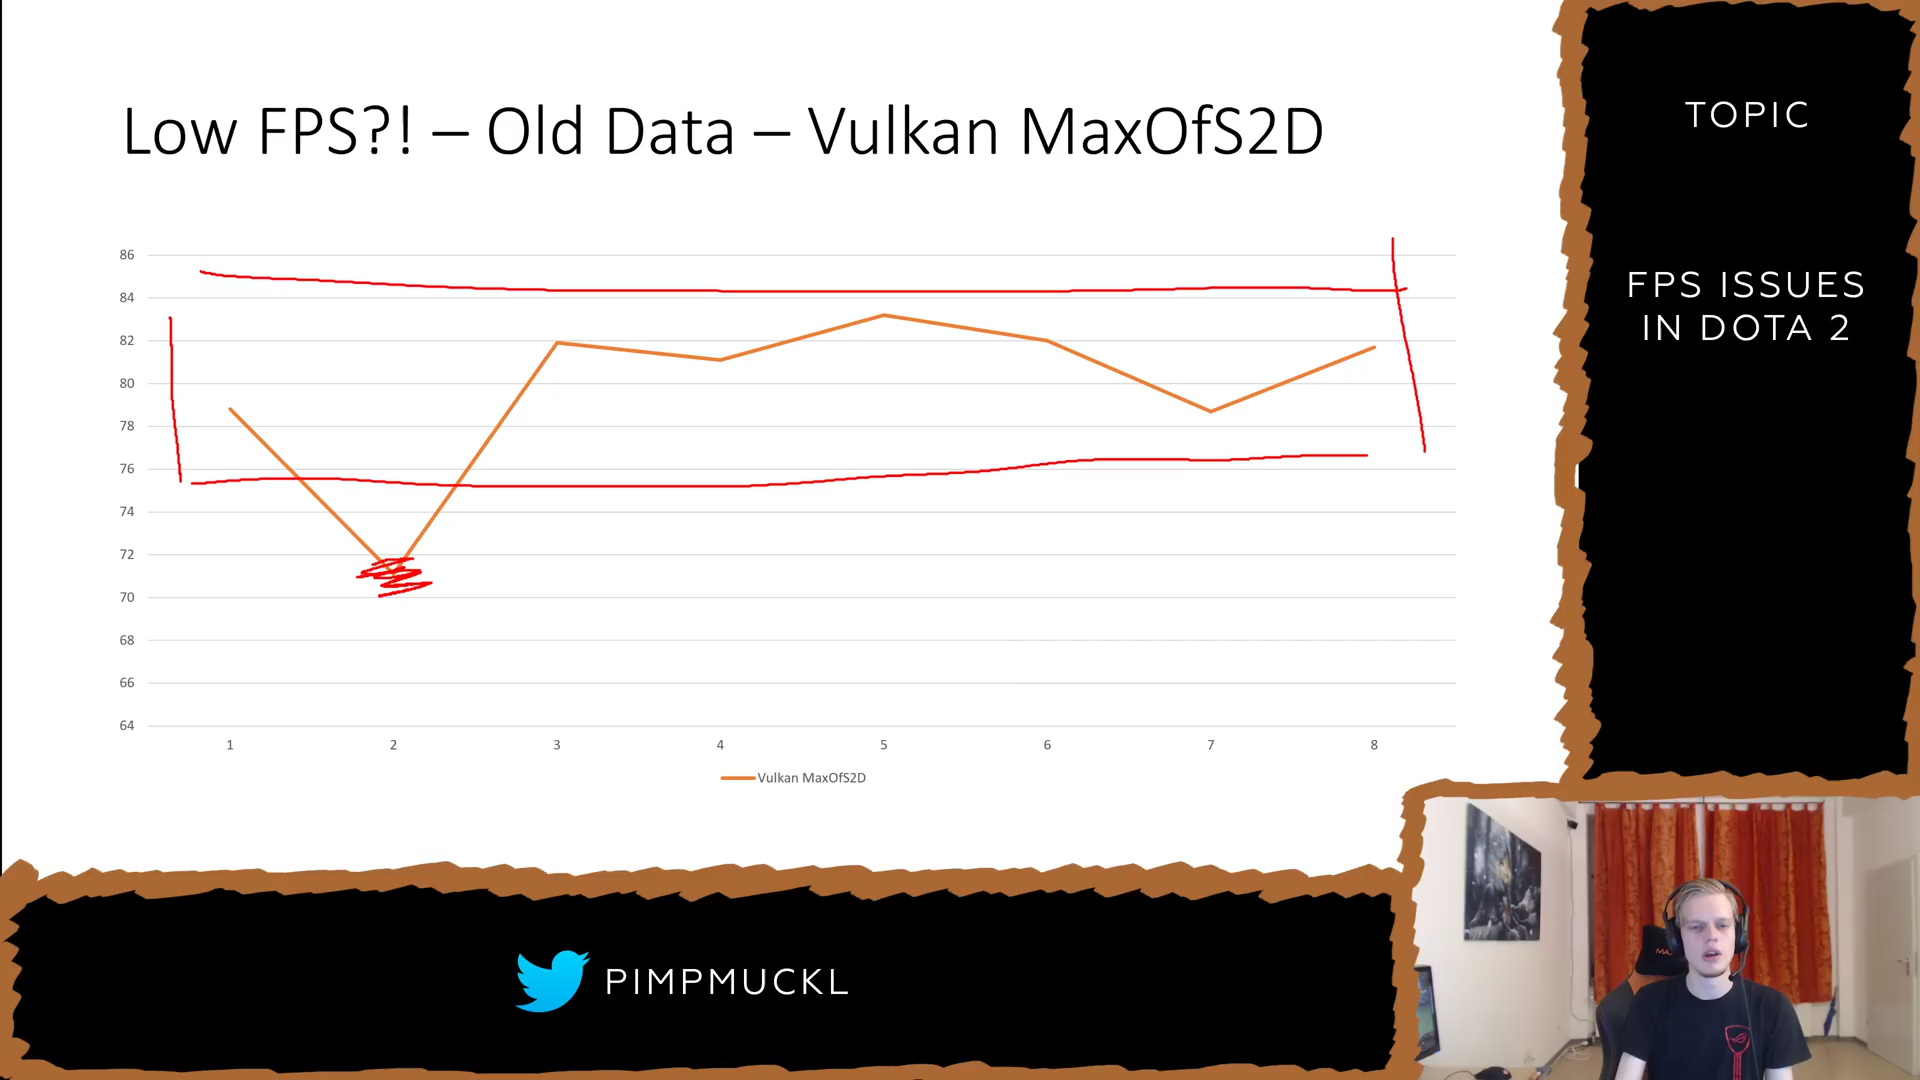 Low FPS?! – Old Data – Vulkan MaxOfS2D
86
84
82
80
78
76
74
72
70
68
66
64
1 2 3 4 5 6 7 8
Vulkan MaxOfS2D
TOPIC
FPS ISSUES
IN DOTA 2
PIMPMUCKL